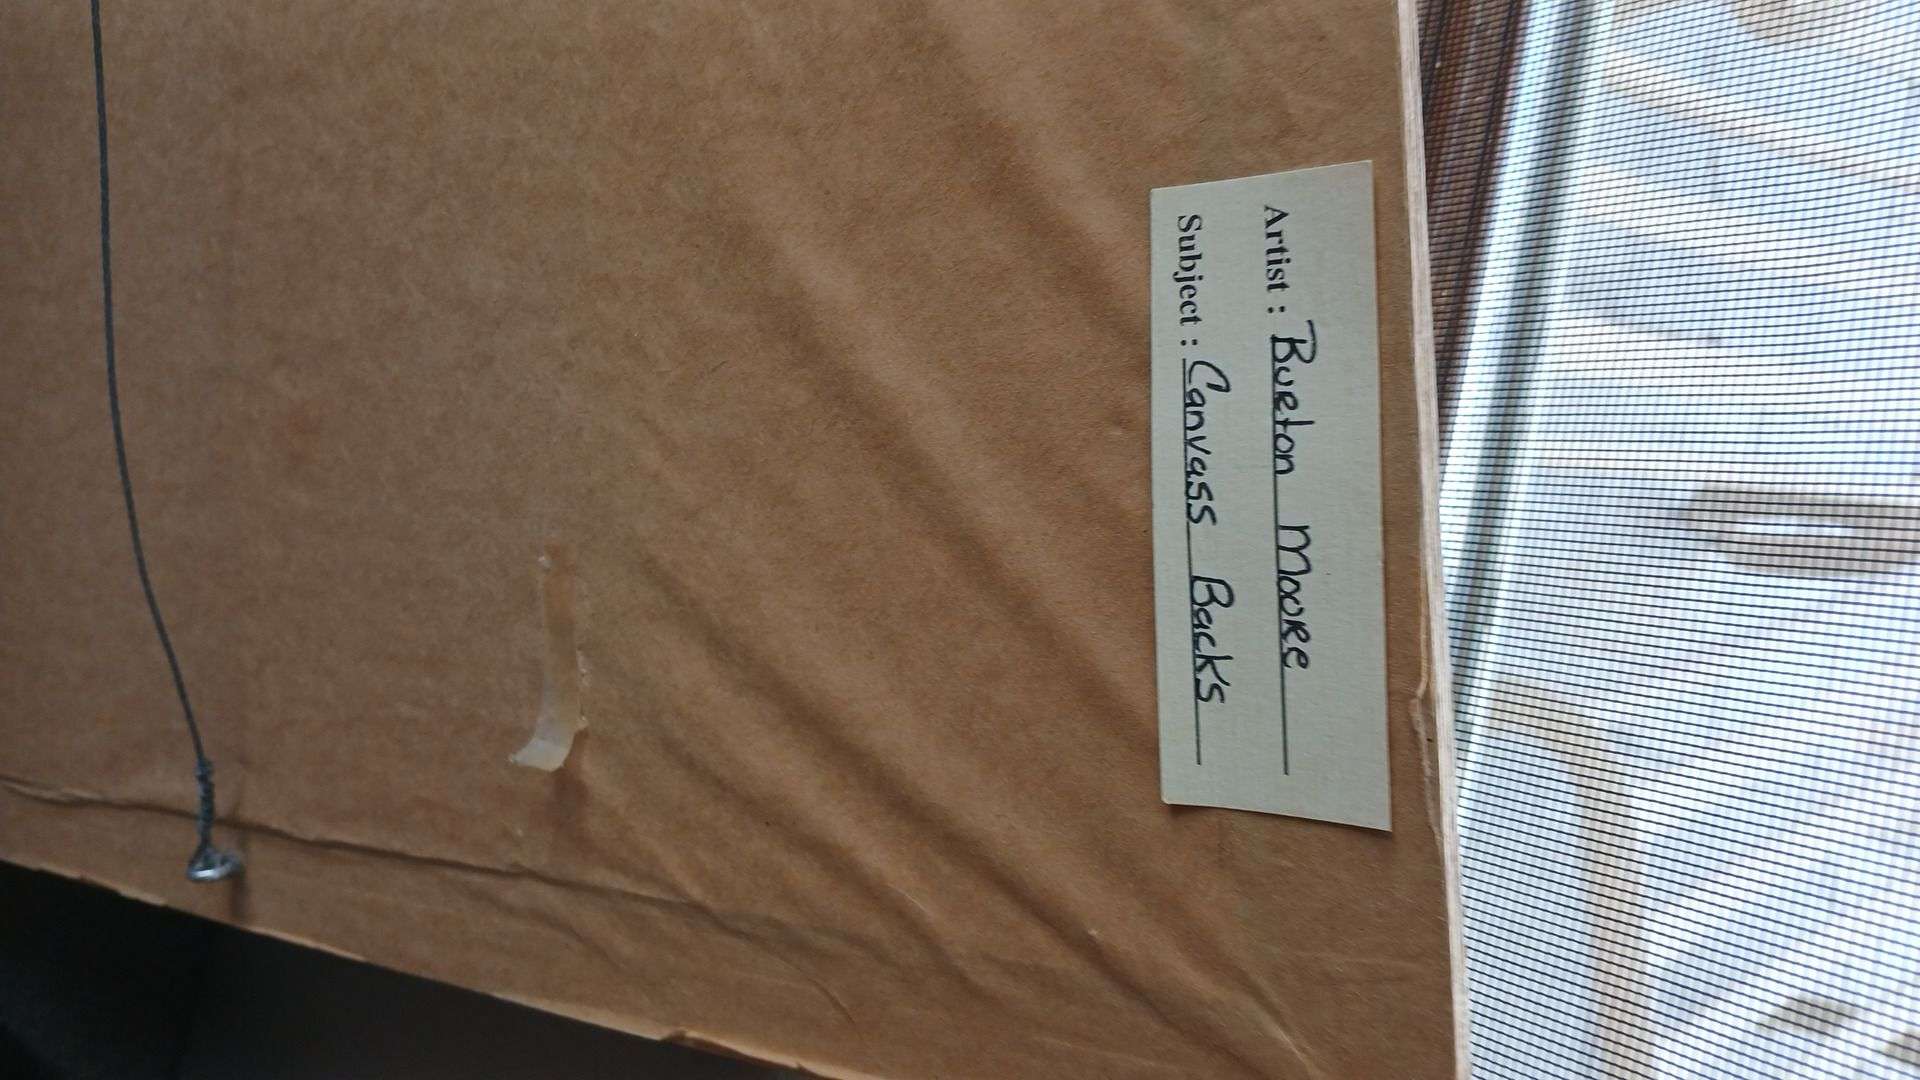 Artist : Burton Moore
Subject : Canvass Backs